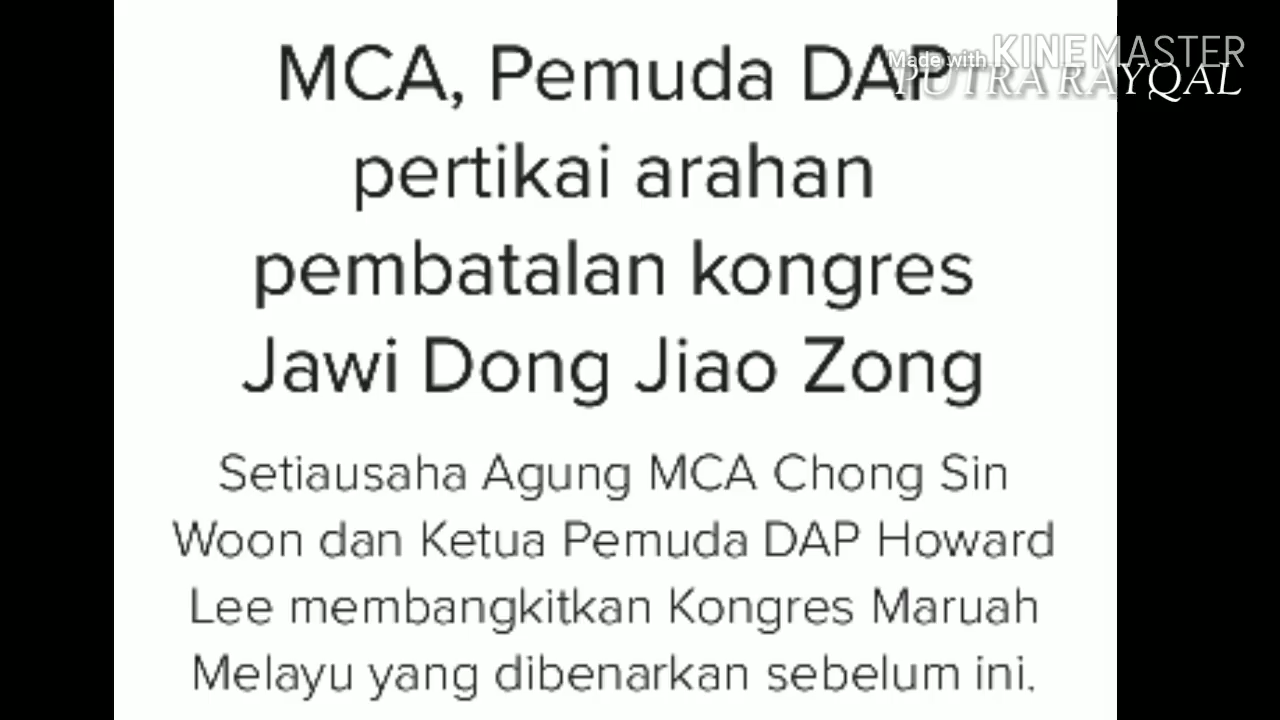 MCA, Pemuda DAP
Made with KINEMASTER
PUTRA RAYQAL
pertikai arahan
pembatalan kongres
Jawi Dong Jiao Zong
Setiausaha Agung MCA Chong Sin
Woon dan Ketua Pemuda DAP Howard
Lee membangkitkan Kongres Maruah
Melayu yang dibenarkan sebelum ini.